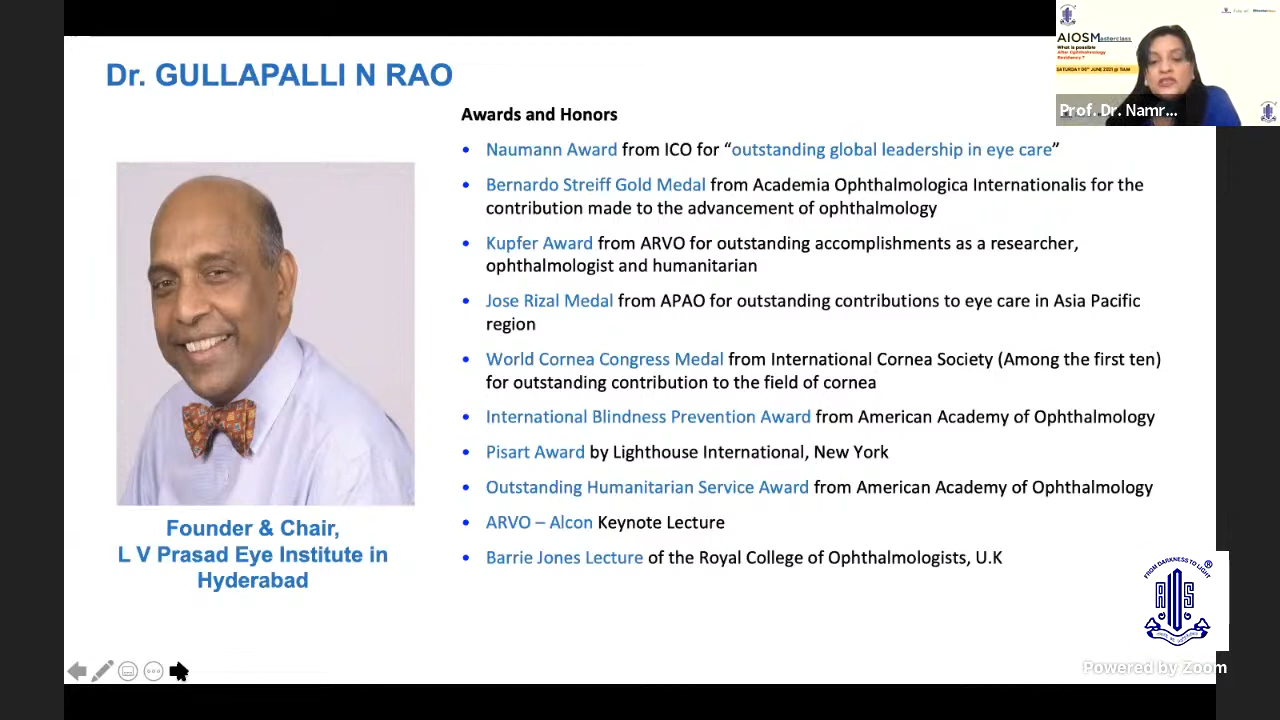 Dr. GULLAPALLI N RAO
Awards and Honors
Naumann Award from ICO for “outstanding global leadership in eye care”
Bernardo Streiff Gold Medal from Academia Ophthalmologica Internationalis for the
contribution made to the advancement of ophthalmology
Kupfer Award from ARVO for outstanding accomplishments as a researcher,
ophthalmologist and humanitarian
Jose Rizal Medal from APAO for outstanding contributions to eye care in Asia Pacific
region
World Cornea Congress Medal from International Cornea Society (Among the first ten)
for outstanding contribution to the field of cornea
International Blindness Prevention Award from American Academy of Ophthalmology
Pisart Award by Lighthouse International, New York
Outstanding Humanitarian Service Award from American Academy of Ophthalmology
ARVO – Alcon Keynote Lecture
Barrie Jones Lecture of the Royal College of Ophthalmologists, U.K
Founder & Chair,
L V Prasad Eye Institute in
Hyderabad
AIOS Masterclass
What is possible
After Ophthalmology
Residency ?
Prof. Dr. Namr...
FROM DARKNESS TO LIGHT
®
AIOS
Powered by Zoom